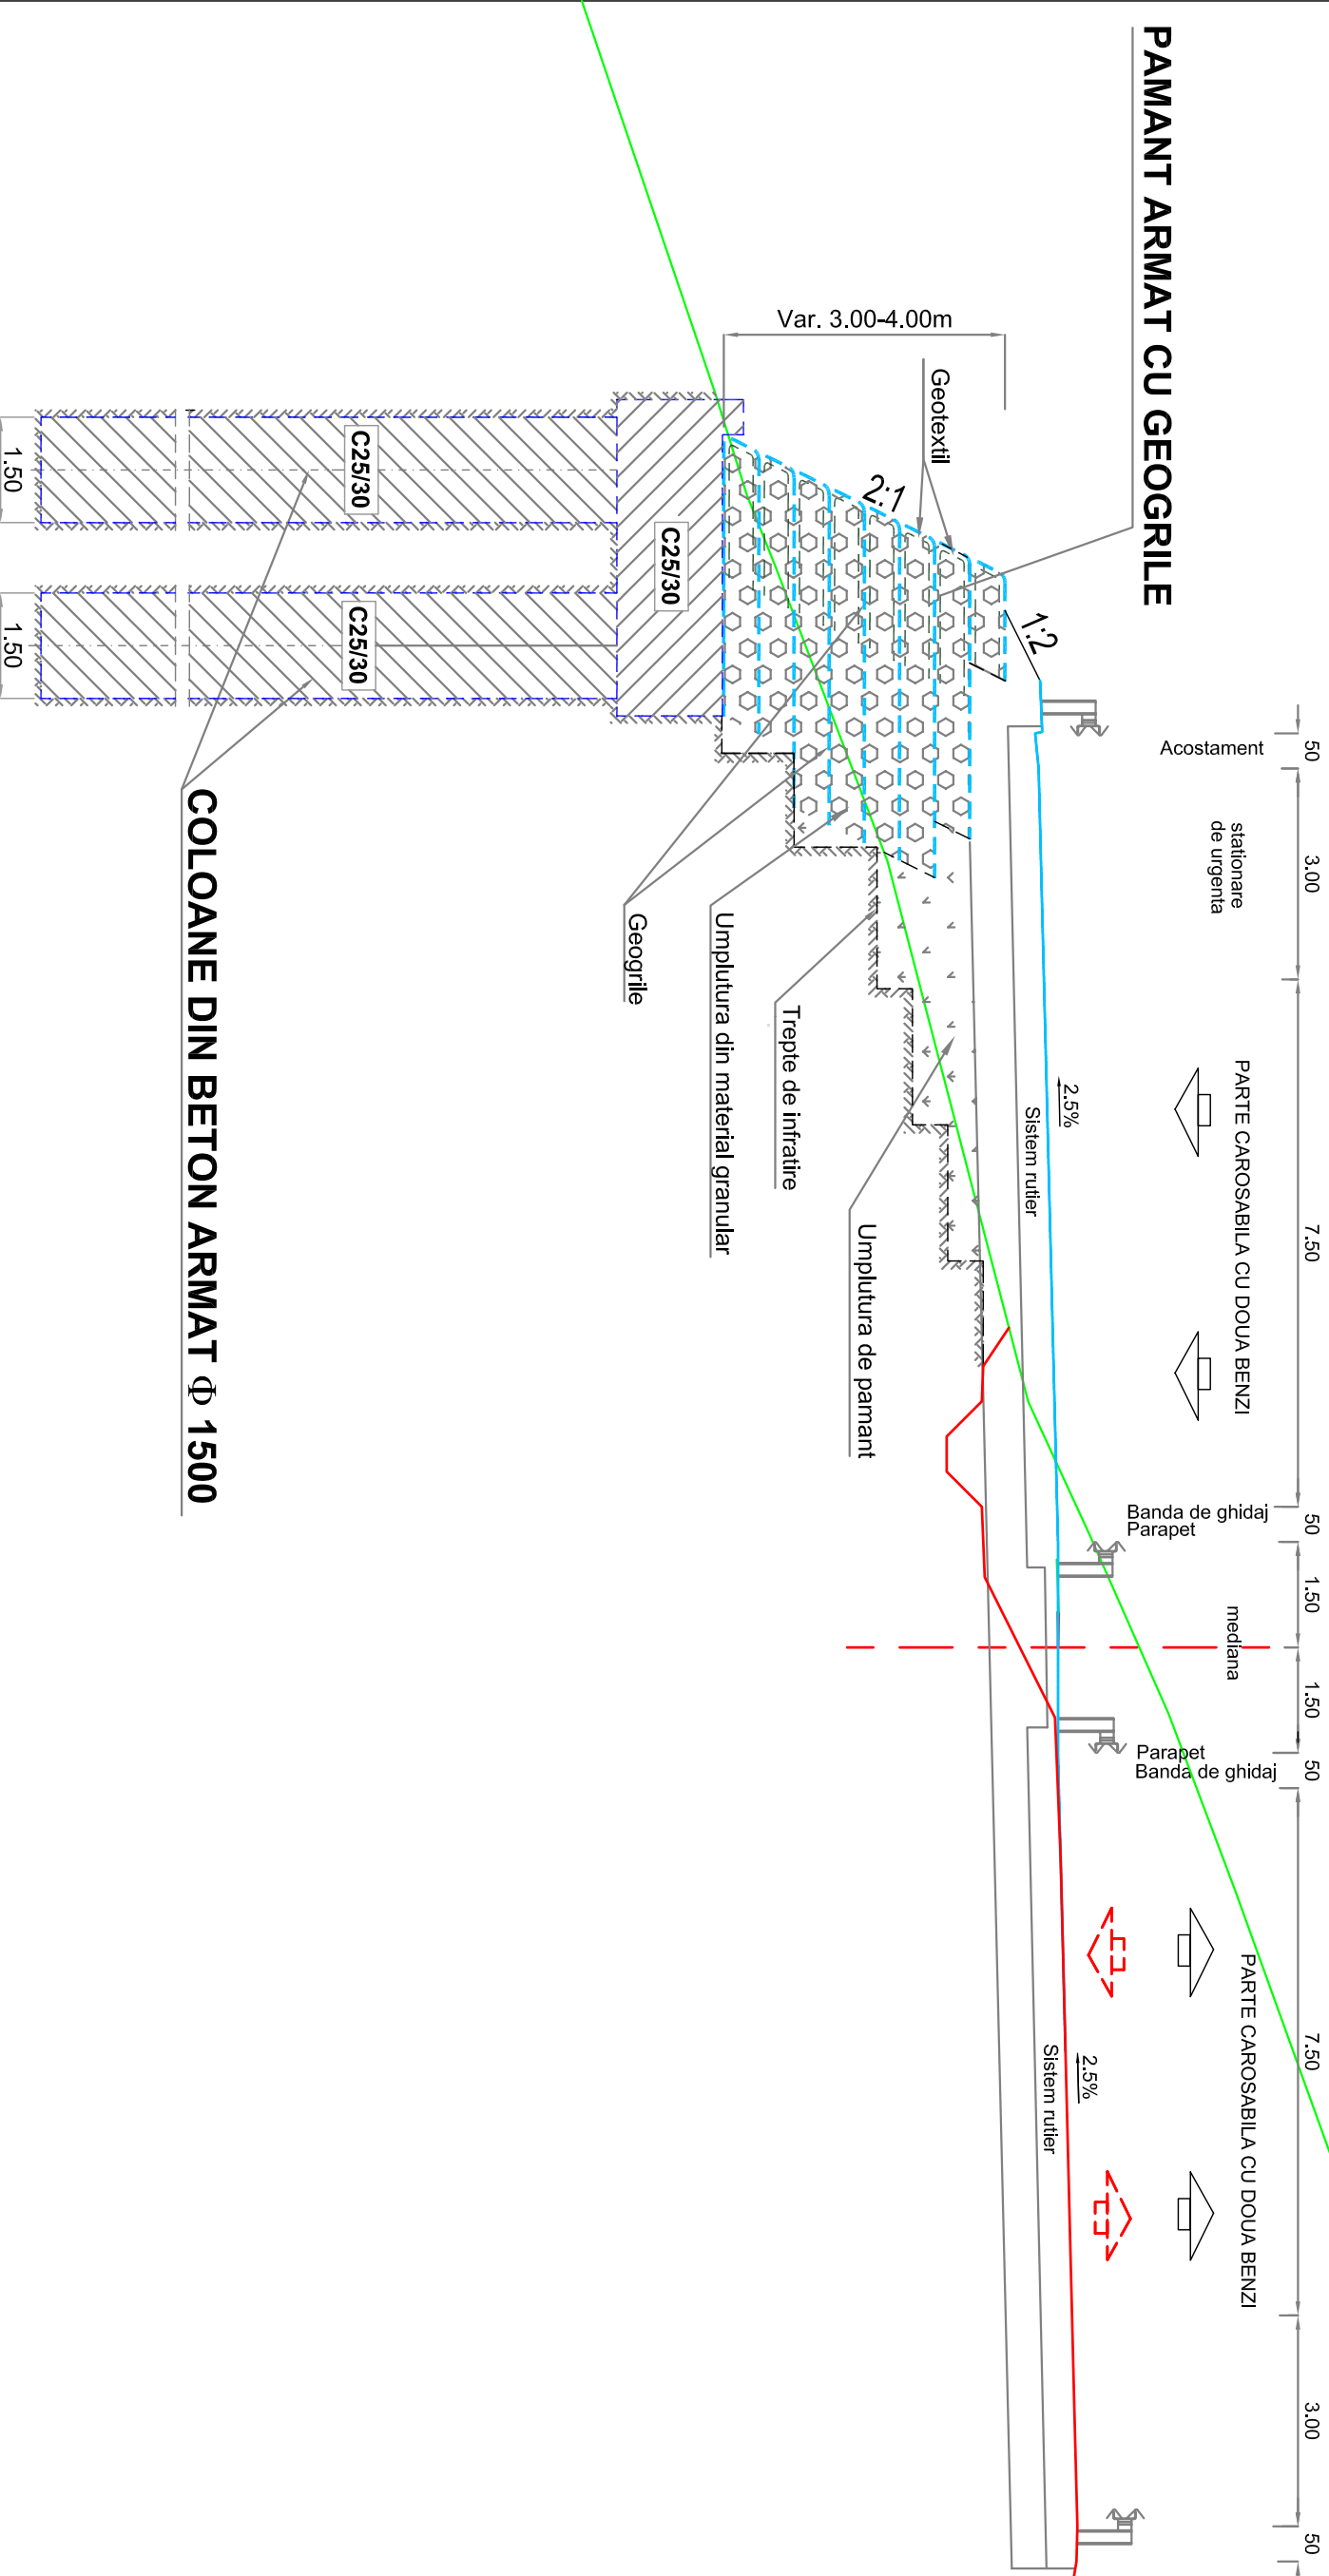 PAMANT ARMAT CU GEOGRILE
50
3.00
7.50
50
1.50
1.50
50
7.50
3.00
50
Acostament
stationare
de urgenta
PARTE CAROSABILA CU DOUA BENZI
Banda de ghidaj
Parapet
mediana
Parapet
Banda de ghidaj
PARTE CAROSABILA CU DOUA BENZI
2.5%
Sistem rutier
2.5%
Sistem rutier
1:2
2:1
Geotextil
Var. 3.00-4.00m
Umplutura de pamant
Trepte de infratire
Umplutura din material granular
Geogrile
C25/30
C25/30
C25/30
COLOANE DIN BETON ARMAT Φ 1500
1.50
1.50